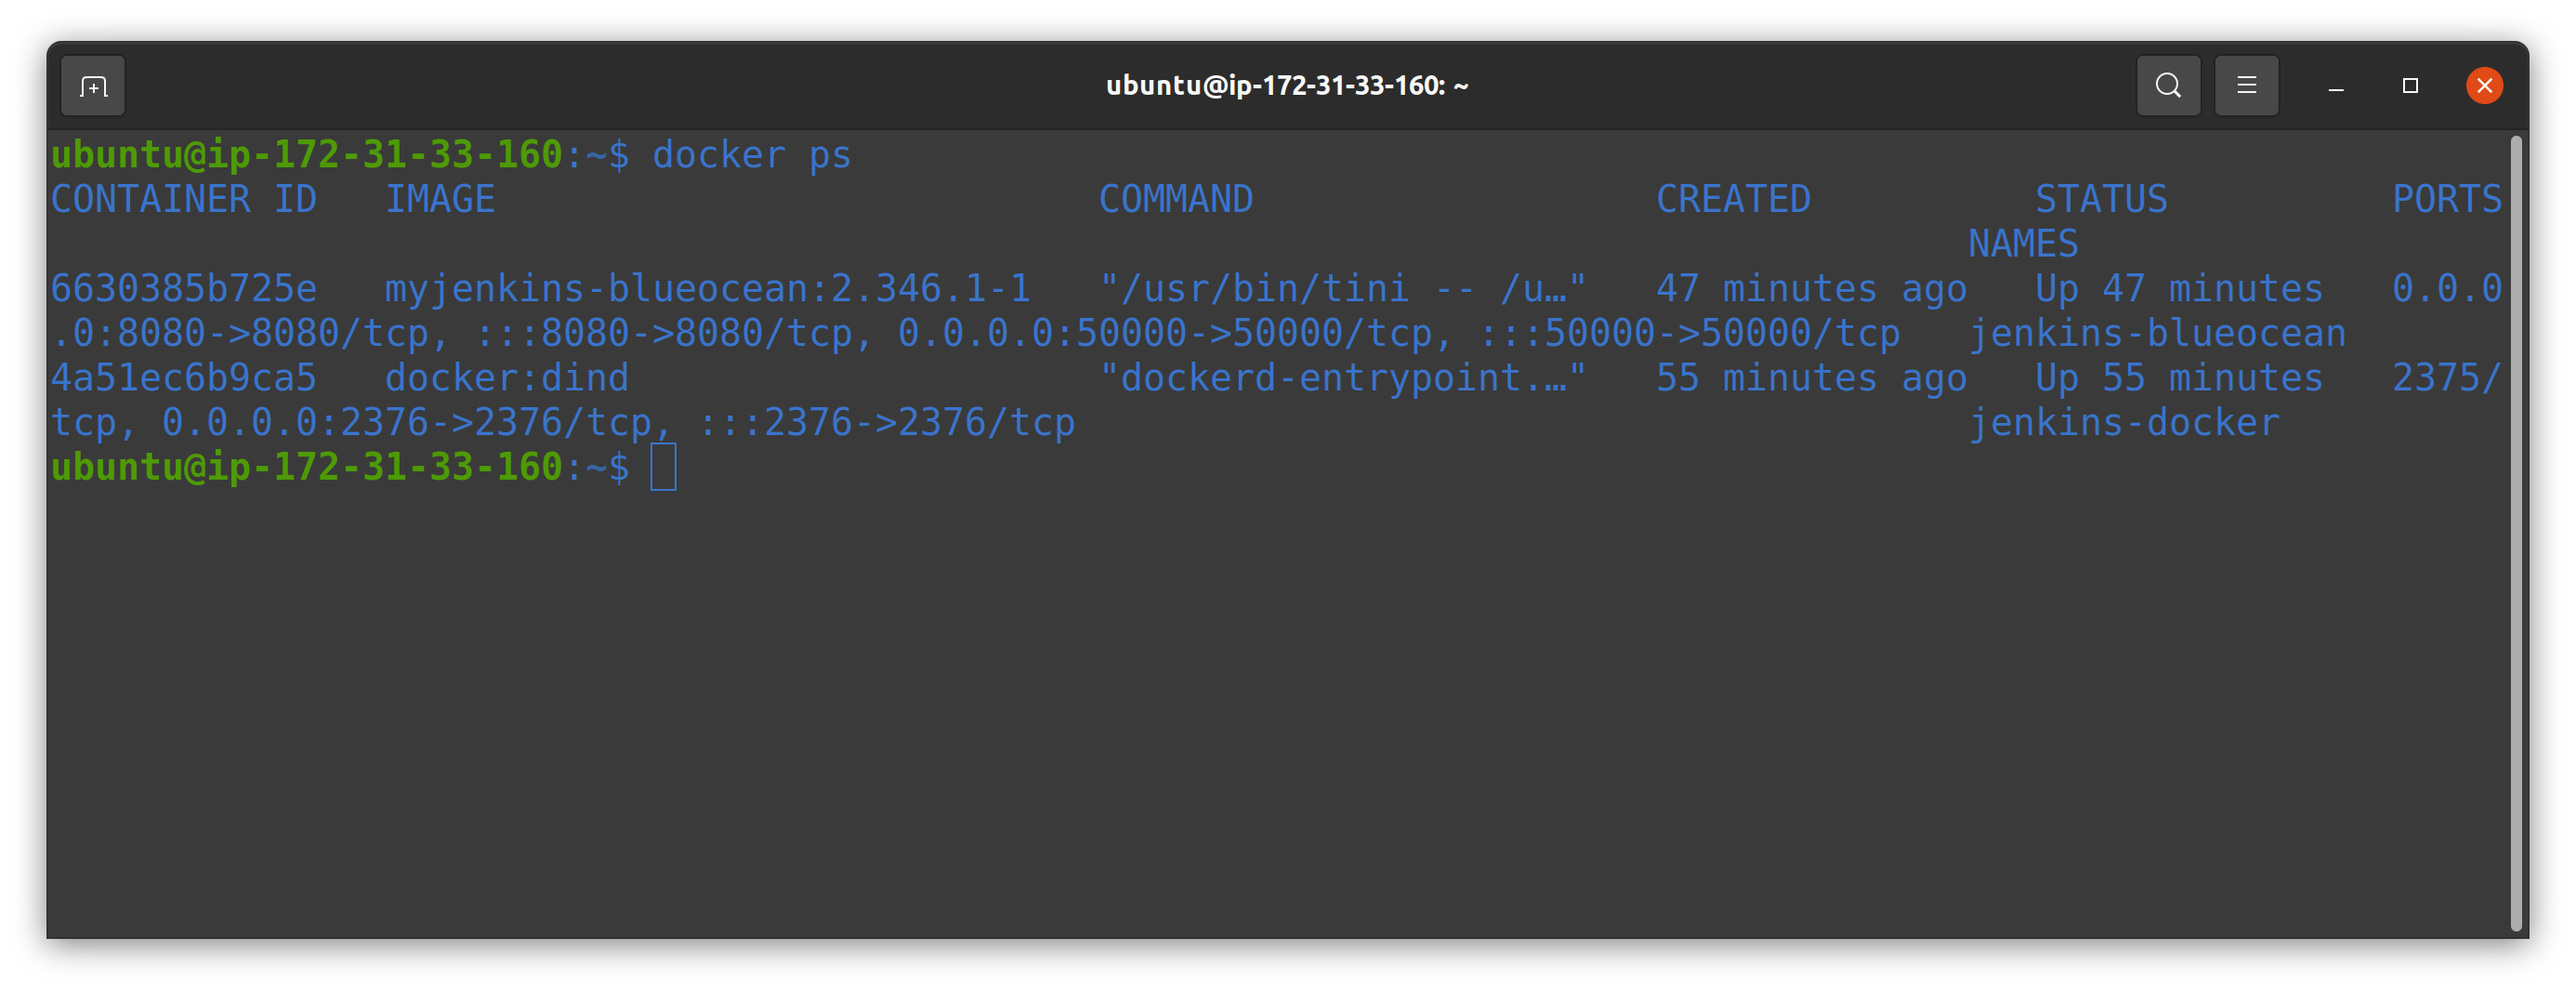 ubuntu@ip-172-31-33-160: ~
ubuntu@ip-172-31-33-160:~$ docker ps
CONTAINER ID   IMAGE                           COMMAND                  CREATED          STATUS          PORTS
                                                                                      NAMES
6630385b725e   myjenkins-blueocean:2.346.1-1   "/usr/bin/tini -- /u…"   47 minutes ago   Up 47 minutes   0.0.0
.0:8080->8080/tcp, :::8080->8080/tcp, 0.0.0.0:50000->50000/tcp, :::50000->50000/tcp   jenkins-blueocean
4a51ec6b9ca5   docker:dind                     "dockerd-entrypoint.…"   55 minutes ago   Up 55 minutes   2375/
tcp, 0.0.0.0:2376->2376/tcp, :::2376->2376/tcp                                        jenkins-docker
ubuntu@ip-172-31-33-160:~$